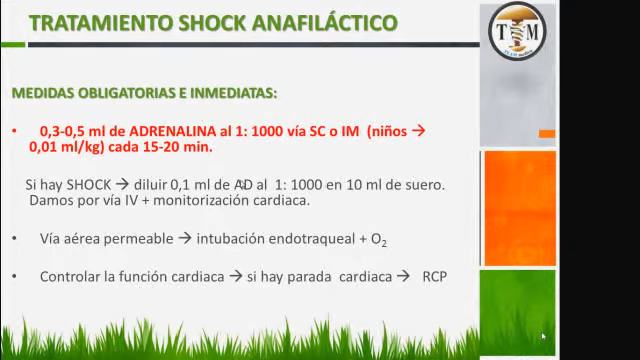 TRATAMIENTO SHOCK ANAFILÁCTICO
T M
MEDIDAS OBLIGATORIAS E INMEDIATAS:
• 0,3-0,5 ml de ADRENALINA al 1: 1000 vía SC o IM (niños →
0,01 ml/kg) cada 15-20 min.
Si hay SHOCK → diluir 0,1 ml de AD al 1: 1000 en 10 ml de suero.
Damos por vía IV + monitorización cardiaca.
• Vía aérea permeable → intubación endotraqueal + O₂
• Controlar la función cardiaca → si hay parada cardiaca → RCP